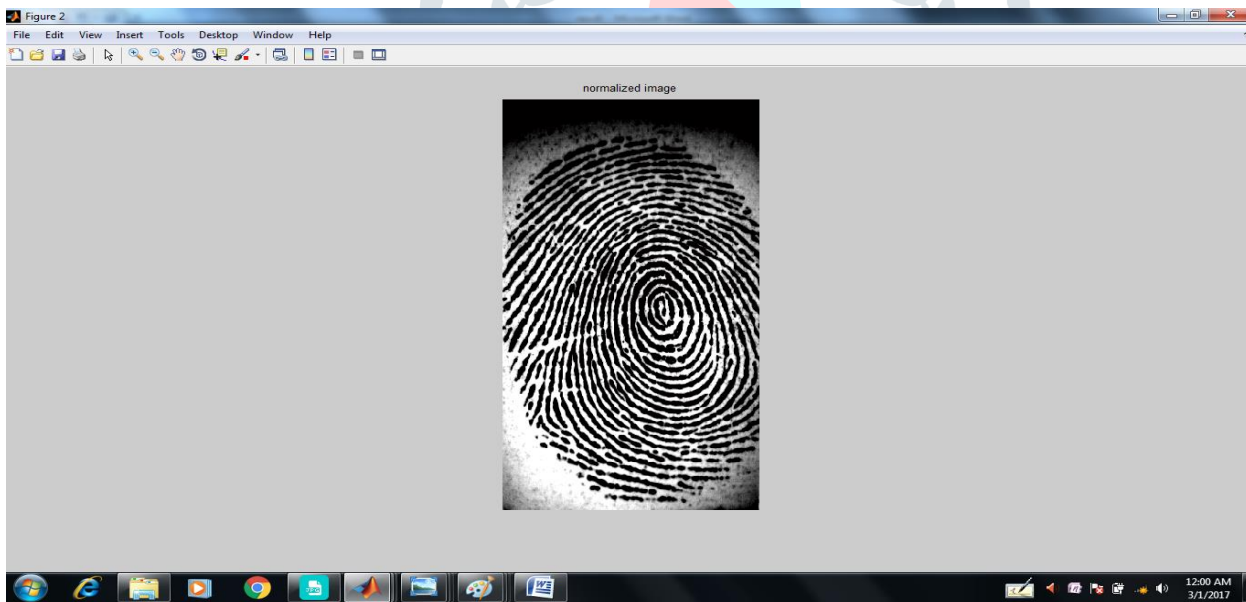 Figure 2
File Edit View Insert Tools Desktop Window Help
normalized image
12:00 AM
3/1/2017